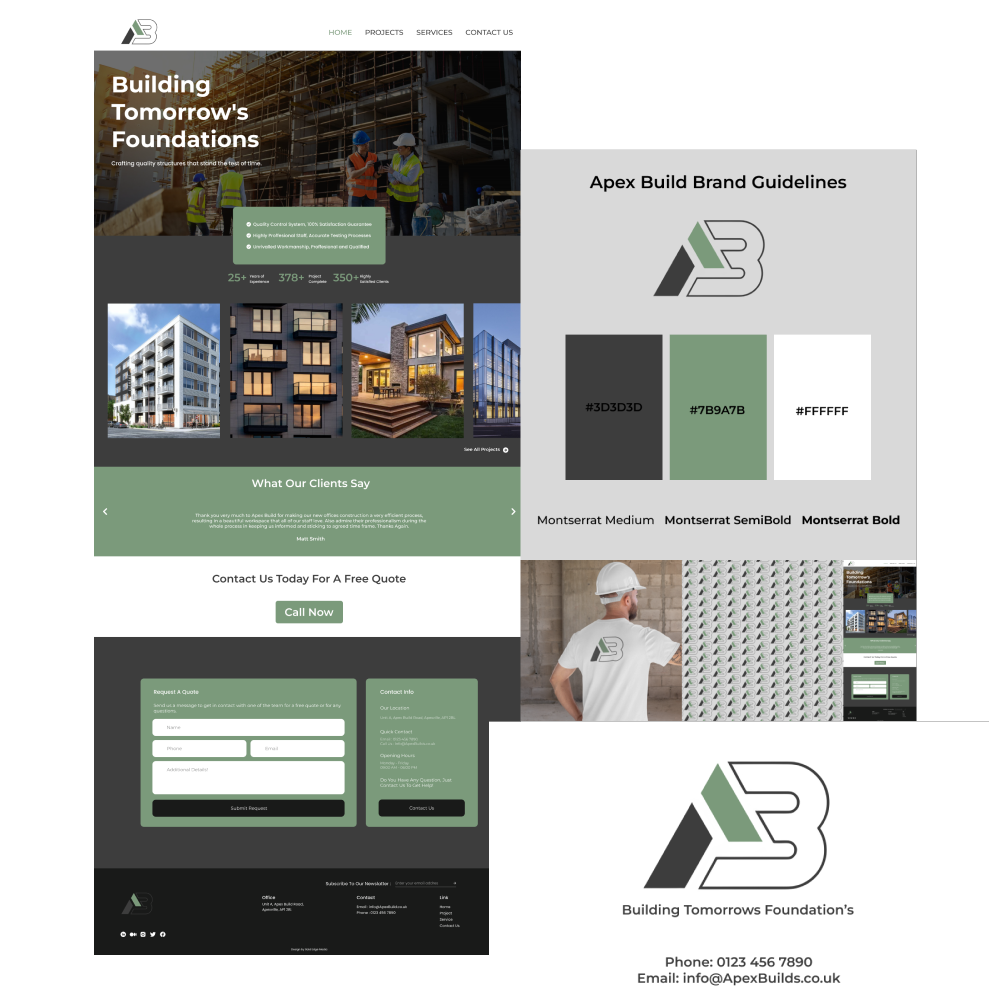 HOME PROJECTS SERVICES CONTACT US
Building
Tomorrow's
Foundations
Crafting quality structures that stand the test of time.
Quality Control System, 100% Satisfaction Guarantee
Highly Proffesional Staff, Accurate Testing Processes
Unrivalled Workmanship, Proffesional and Qualified
25+ Years of Experience 378+ Project Complete 350+ Highly Satisfied Clients
See All Projects
What Our Clients Say
Thank you very much to Apex Build for making our new offices construction a very efficient process,
resulting in a beautiful workspace that all of our staff love. Also admire their professionalism during the
whole process in keeping us informed and sticking to agreed time frame. Thanks Again.
Matt Smith
Contact Us Today For A Free Quote
Call Now
Request A Quote
Send us a message to get in contact with one of the team for a free quote or for any
questions.
Name
Phone
Email
Additional Details!
Submit Request
Contact Info
Our Location
Quick Contact
Opening Hours
Monday - Friday
Do You Have Any Question, Just
Contact Us To Get Help!
Contact Us
Subscribe To Our Newsletter :
Enter your email address
Office
Unit A, Apex Build Road,
Apexville, AP1 2BL
Contact
Email : info@ApexBuild.co.uk
Phone : 0123 456 7890
Link
Home
Project
Service
Contact Us
Apex Build Brand Guidelines
#3D3D3D
#7B9A7B
#FFFFFF
Montserrat Medium Montserrat SemiBold Montserrat Bold
Building
Tomorrow's
Foundations
Building Tomorrows Foundation's
Phone: 0123 456 7890
Email: info@ApexBuilds.co.uk